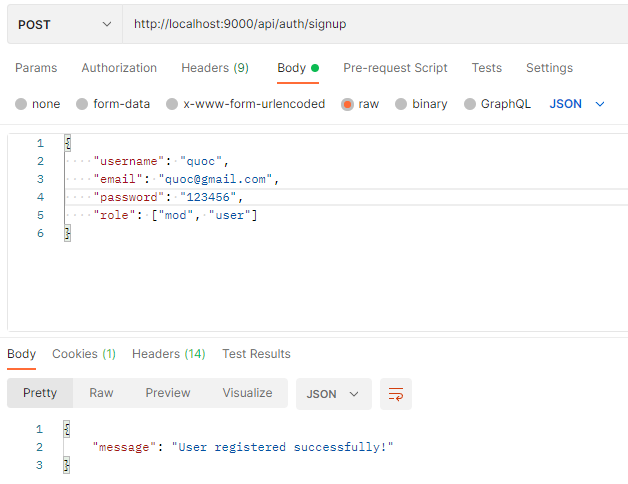 POST http://localhost:9000/api/auth/signup
Params Authorization Headers (9) Body Pre-request Script Tests Settings
none form-data x-www-form-urlencoded raw binary GraphQL JSON
1 {
2 "username": "quoc",
3 "email": "quoc@gmail.com",
4 "password": "123456",
5 "role": ["mod", "user"]
6 }
Body Cookies (1) Headers (14) Test Results
Pretty Raw Preview Visualize JSON
1 {
2 "message": "User registered successfully!"
3 }